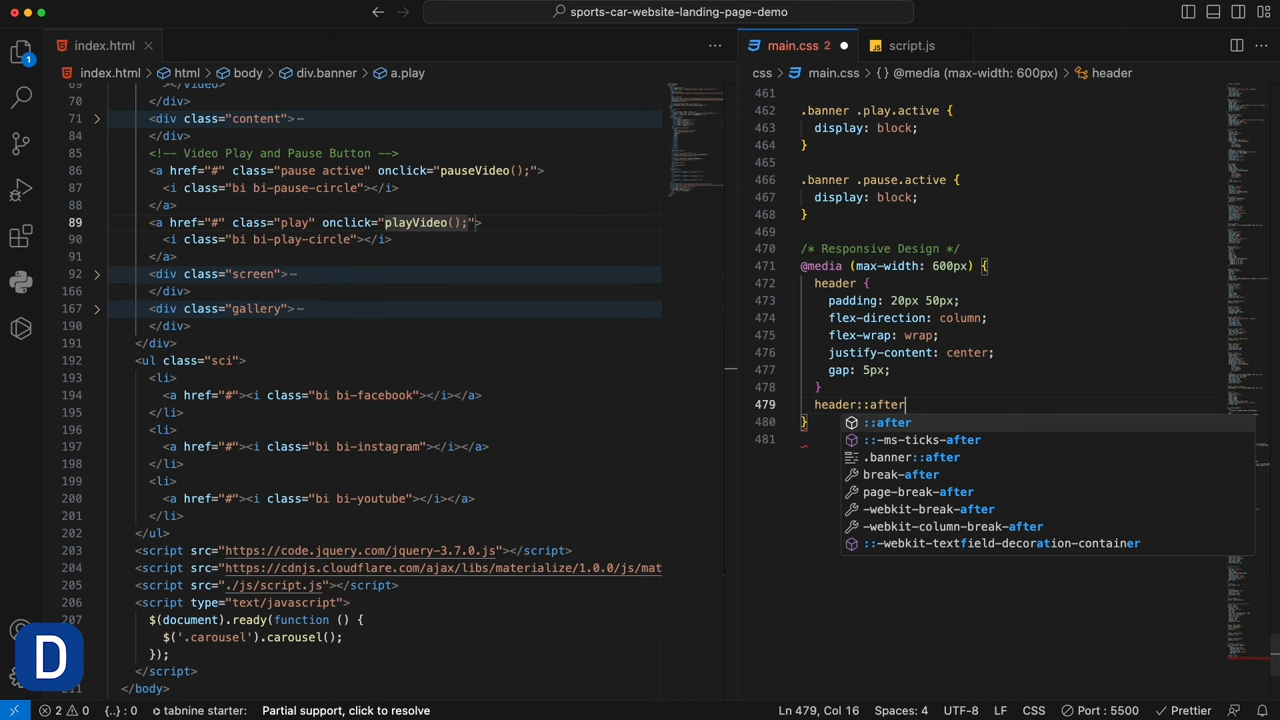 sports-car-website-landing-page-demo
index.html
main.css 2
script.js
index.html > html > body > div.banner > a.play
css > main.css > {} @media (max-width: 600px) > header
1
69 ></video>
70 </div>
71 <div class="content">
84 </div>
85 <!-- Video Play and Pause Button -->
86 <a href="#" class="pause active" onclick="pauseVideo();">
87 <i class="bi bi-pause-circle"></i>
88 </a>
89 <a href="#" class="play" onclick="playVideo();">
90 <i class="bi bi-play-circle"></i>
91 </a>
92 <div class="screen">
166 </div>
167 <div class="gallery">
190 </div>
191 </div>
192 <ul class="sci">
193 <li>
194 <a href="#"><i class="bi bi-facebook"></i></a>
195 </li>
196 <li>
197 <a href="#"><i class="bi bi-instagram"></i></a>
198 </li>
199 <li>
200 <a href="#"><i class="bi bi-youtube"></i></a>
201 </li>
202 </ul>
203 <script src="https://code.jquery.com/jquery-3.7.0.js"></script>
204 <script src="https://cdnjs.cloudflare.com/ajax/libs/materialize/1.0.0/js/mat
205 <script src="./js/script.js"></script>
206 <script type="text/javascript">
207 $(document).ready(function () {
208 $('.carousel').carousel();
209 });
</script>
211 </body>
461
462 .banner .play.active {
463 display: block;
464 }
465
466 .banner .pause.active {
467 display: block;
468 }
469
470 /* Responsive Design */
471 @media (max-width: 600px) {
472 header {
473 padding: 20px 50px;
474 flex-direction: column;
475 flex-wrap: wrap;
476 justify-content: center;
477 gap: 5px;
478 }
479 header::after
480 }
481
::after
::-ms-ticks-after
.banner::after
break-after
page-break-after
-webkit-break-after
-webkit-column-break-after
::-webkit-textfield-decoration-container
D
2 0 {..} : 0 tabnine starter: Partial support, click to resolve Ln 479, Col 16 Spaces: 4 UTF-8 LF CSS Port : 5500 Prettier